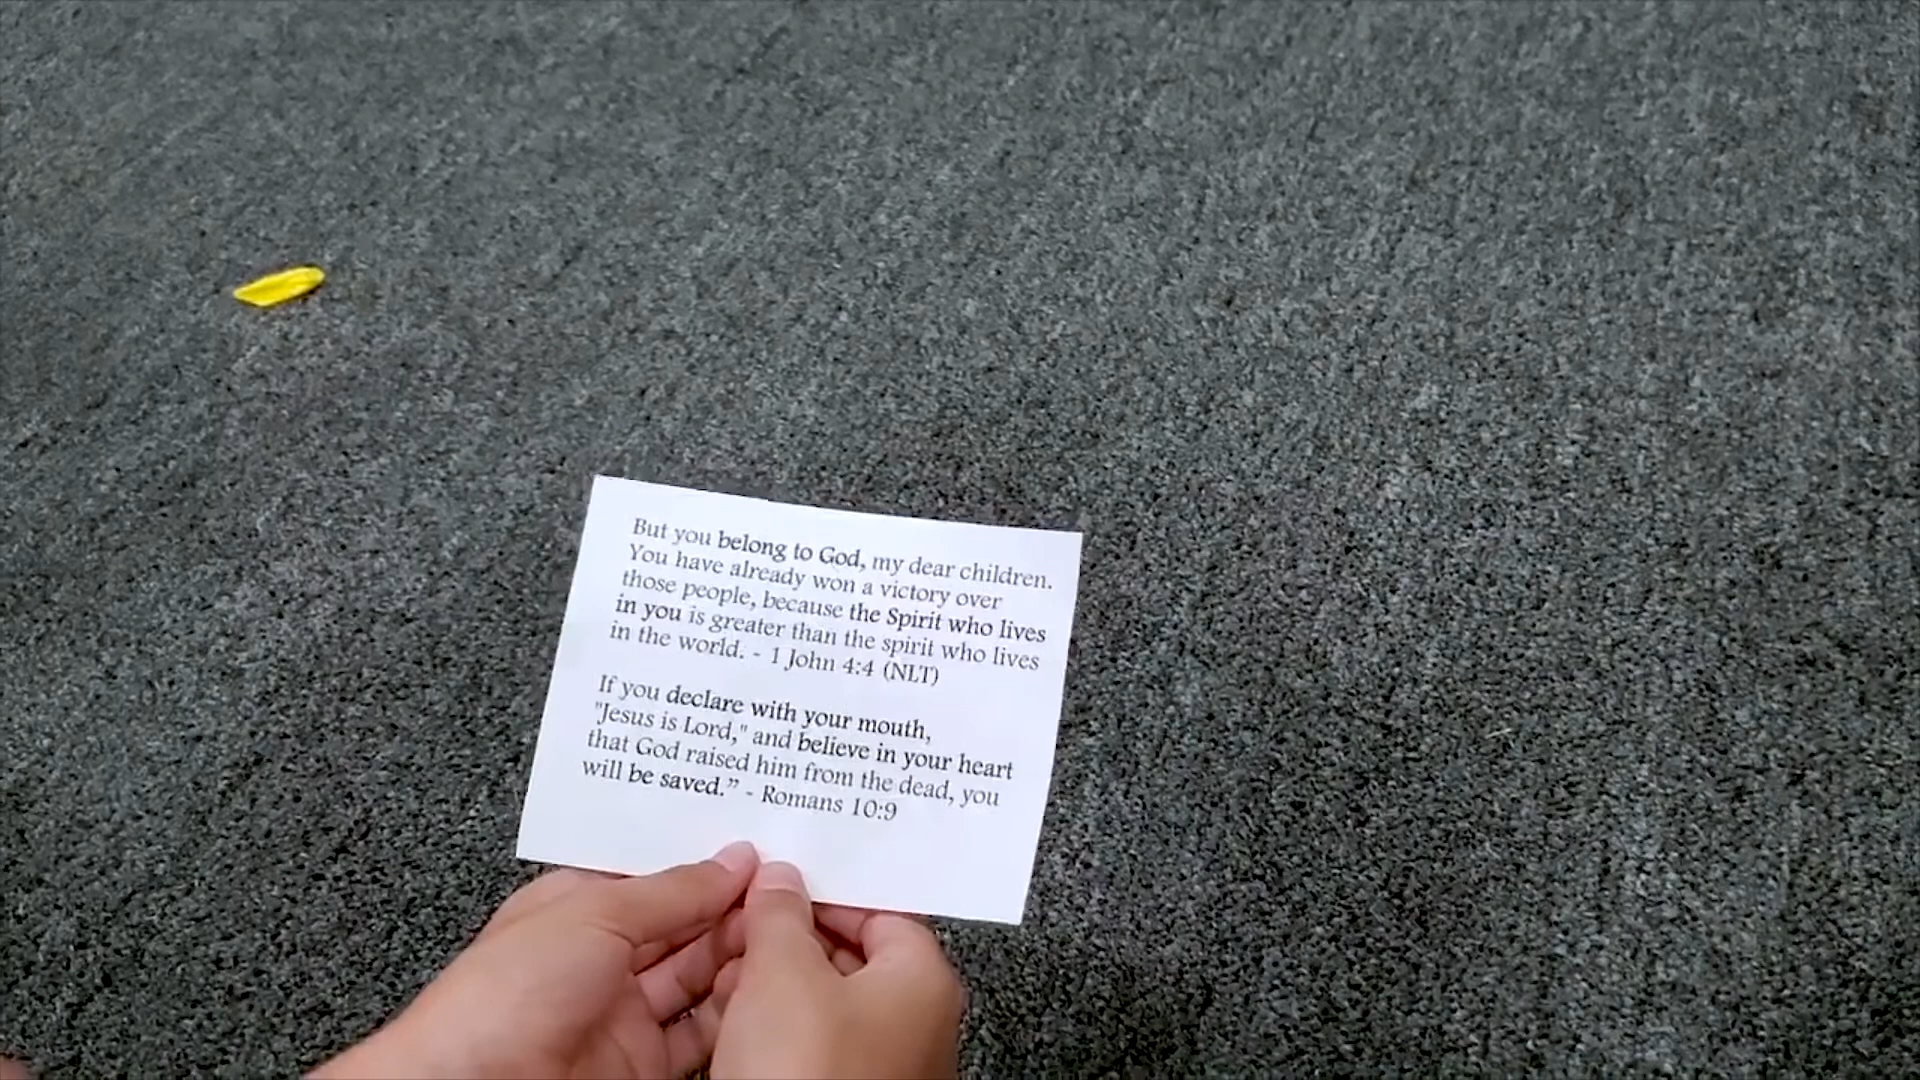 But you belong to God, my dear children.
You have already won a victory over
those people, because the Spirit who lives
in you is greater than the spirit who lives
in the world. - 1 John 4:4 (NLT)
If you declare with your mouth,
"Jesus is Lord," and believe in your heart
that God raised him from the dead, you
will be saved.” - Romans 10:9